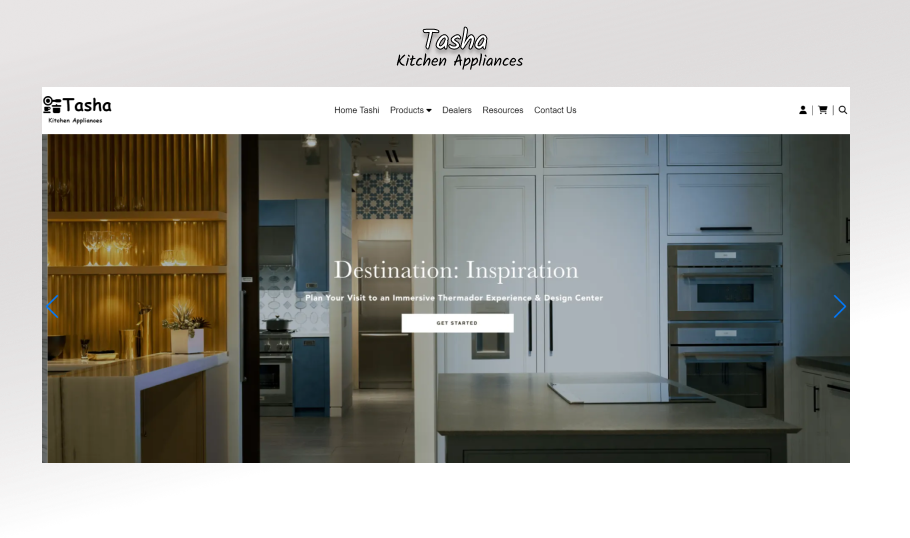 Tasha
Kitchen Appliances
Tasha
Kitchen Appliances
Home Tashi Products Dealers Resources Contact Us
Destination: Inspiration
Plan Your Visit to an Immersive Thermador Experience & Design Center
GET STARTED